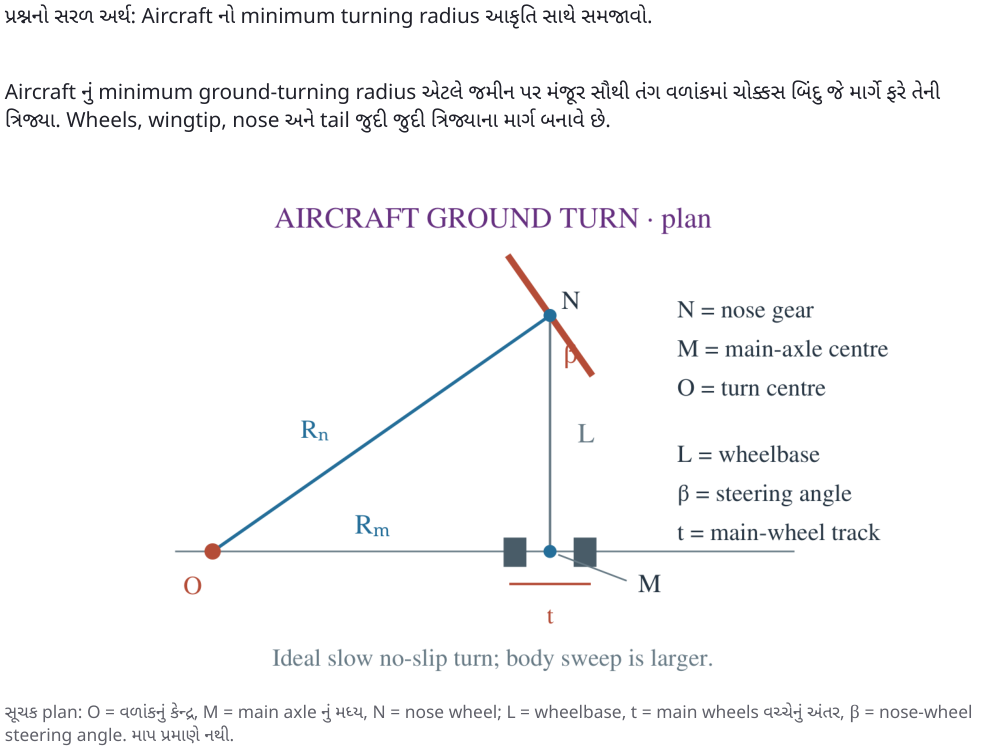 પ્રશ્નનો સરળ અર્થ: Aircraft નો minimum turning radius આકૃતિ સાથે સમજાવો.
Aircraft નું minimum ground-turning radius એટલે જમીન પર મંજૂર સૌથી તંગ વળાંકમાં ચોક્કસ બિંદુ જે માર્ગે ફરે તેની
ત્રિજ્યા. Wheels, wingtip, nose અને tail જુદી જુદી ત્રિજ્યાના માર્ગ બનાવે છે.
AIRCRAFT GROUND TURN · plan
N
β
N = nose gear
M = main-axle centre
O = turn centre
Rₙ
L
L = wheelbase
β = steering angle
Rₘ
t = main-wheel track
O
M
t
Ideal slow no-slip turn; body sweep is larger.
સૂચક plan: O = વળાંકનું કેન્દ્ર, M = main axle નું મધ્ય, N = nose wheel; L = wheelbase, t = main wheels વચ્ચેનું અંતર, β = nose-wheel
steering angle. માપ પ્રમાણે નથી.